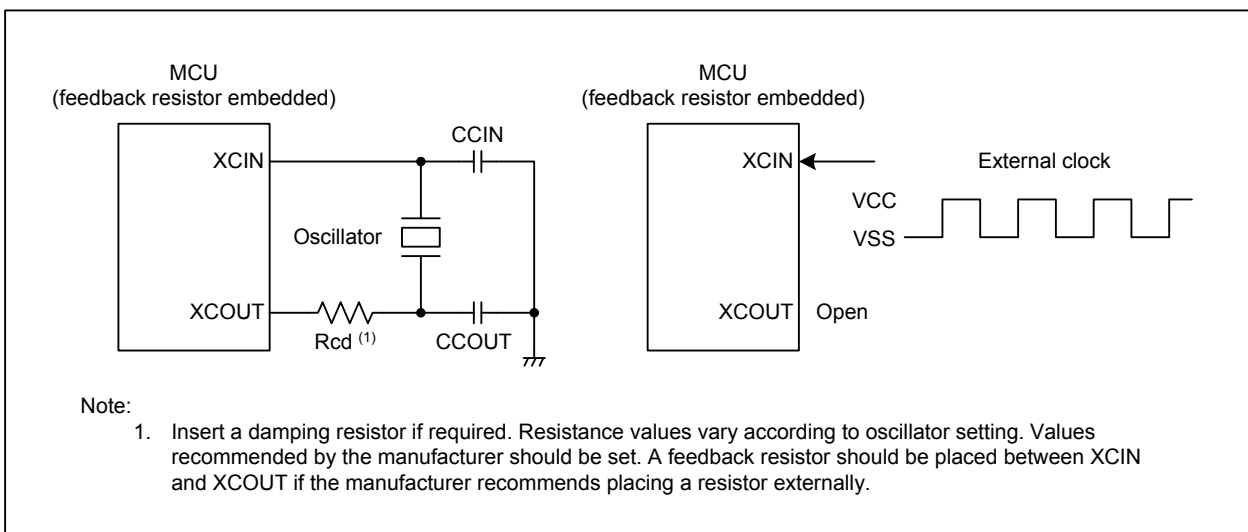 MCU
(feedback resistor embedded)
XCIN
CCIN
Oscillator
XCOUT
Rcd (1)
CCOUT
MCU
(feedback resistor embedded)
XCIN
External clock
VCC
VSS
XCOUT
Open
Note:
1. Insert a damping resistor if required. Resistance values vary according to oscillator setting. Values
recommended by the manufacturer should be set. A feedback resistor should be placed between XCIN
and XCOUT if the manufacturer recommends placing a resistor externally.